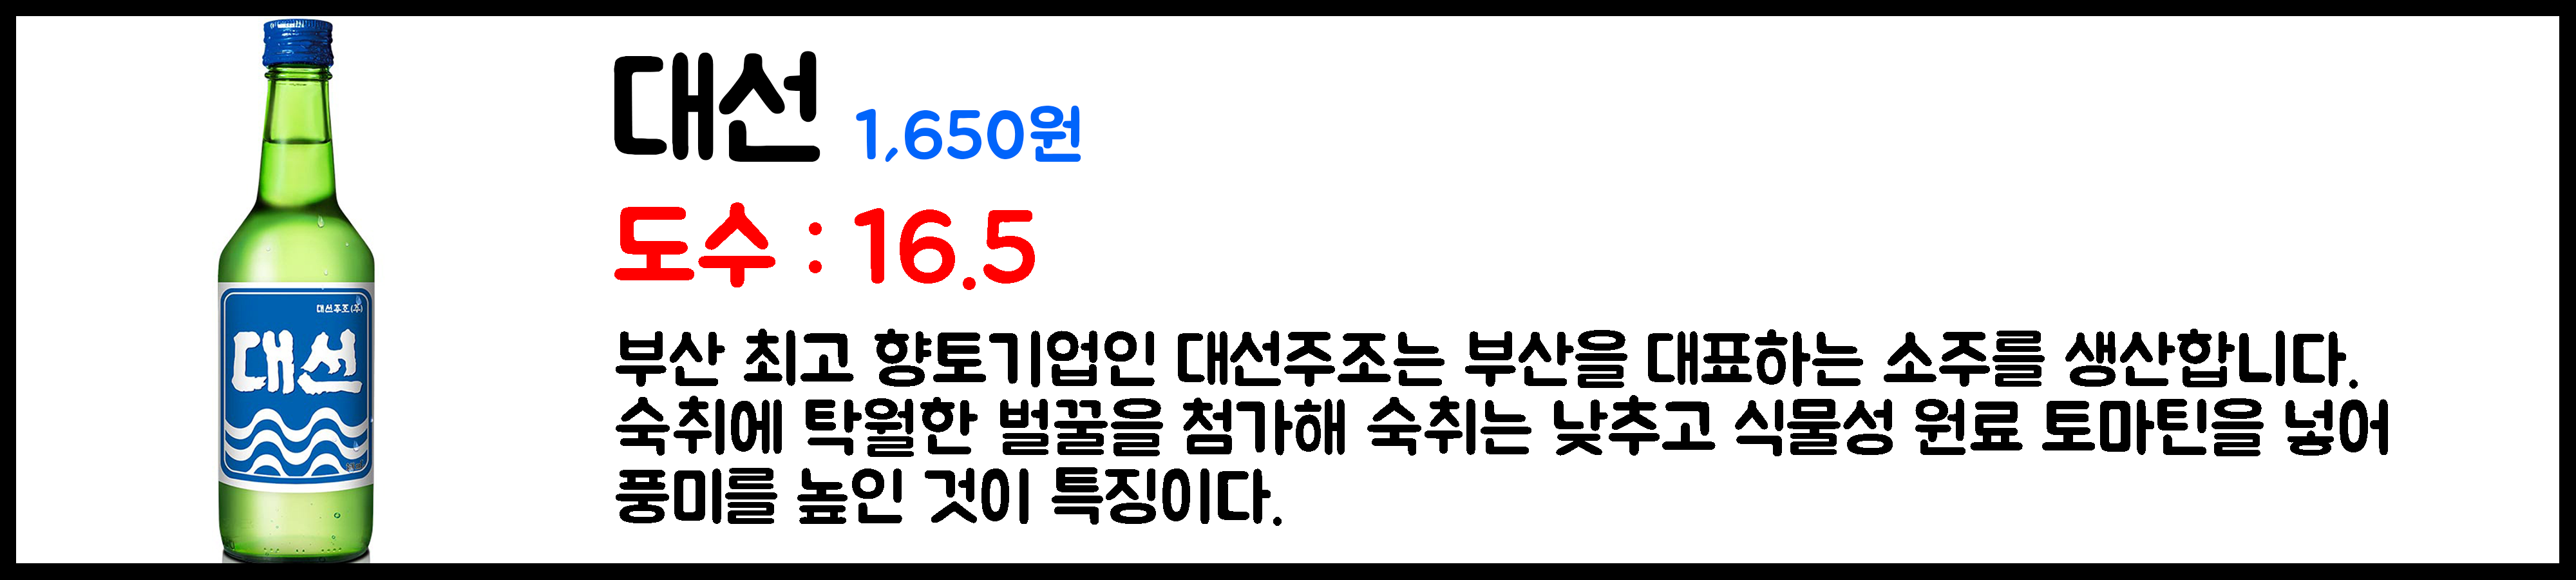 대선 1,650원
도수 : 16.5
부산 최고 향토기업인 대선주조는 부산을 대표하는 소주를 생산합니다.
숙취에 탁월한 벌꿀을 첨가해 숙취는 낮추고 식물성 원료 토마틴을 넣어
풍미를 높인 것이 특징이다.
대선주조(주)
대선